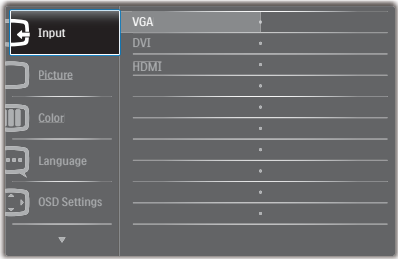 Input
Picture
Color
Language
OSD Settings
VGA
DVI
HDMI